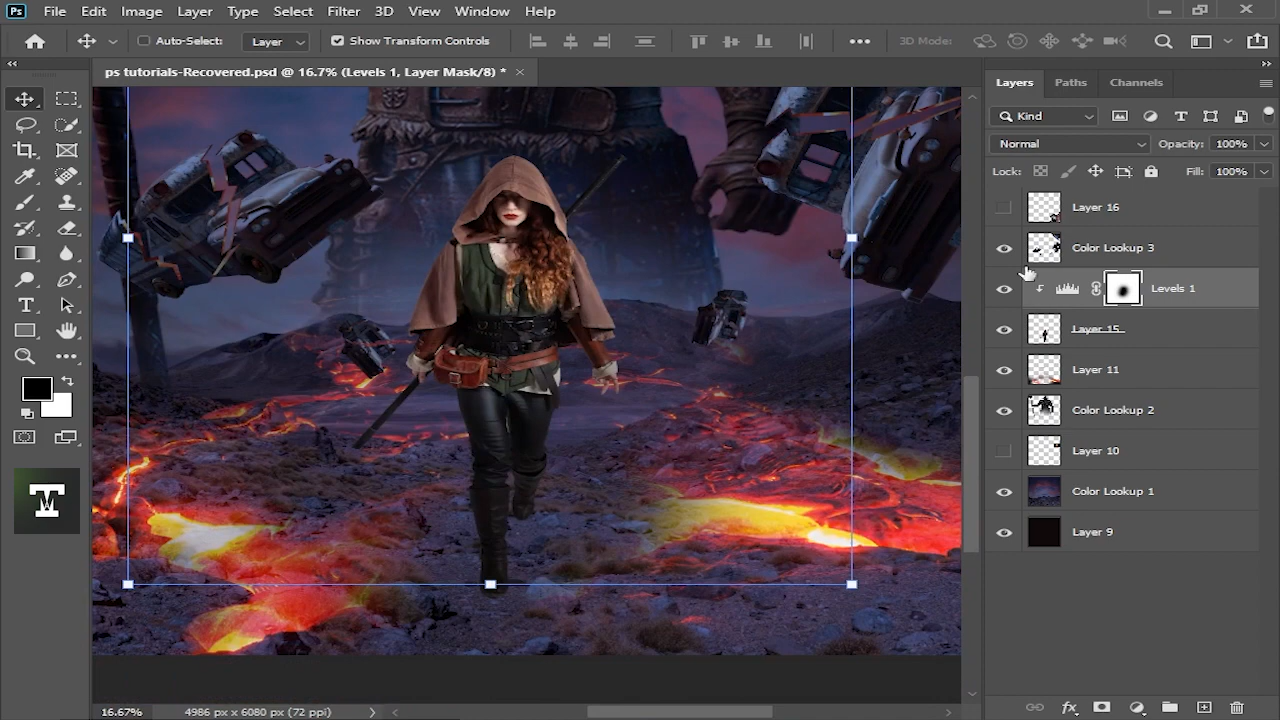 Ps File Edit Image Layer Type Select Filter 3D View Window Help
Auto-Select: Layer Show Transform Controls 3D Mode:
ps tutorials-Recovered.psd @ 16.7% (Levels 1, Layer Mask/8) *
Layers Paths Channels
Kind
Normal Opacity: 100%
Lock: Fill: 100%
Layer 16
Color Lookup 3
Levels 1
Layer 15
Layer 11
Color Lookup 2
Layer 10
Color Lookup 1
Layer 9
16.67% 4986 px x 6080 px (72 ppi)